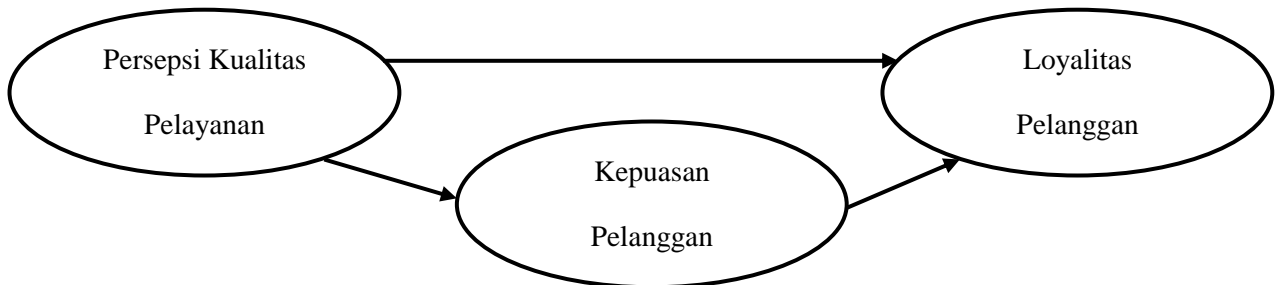 Persepsi Kualitas
Pelayanan
Loyalitas
Pelanggan
Kepuasan
Pelanggan